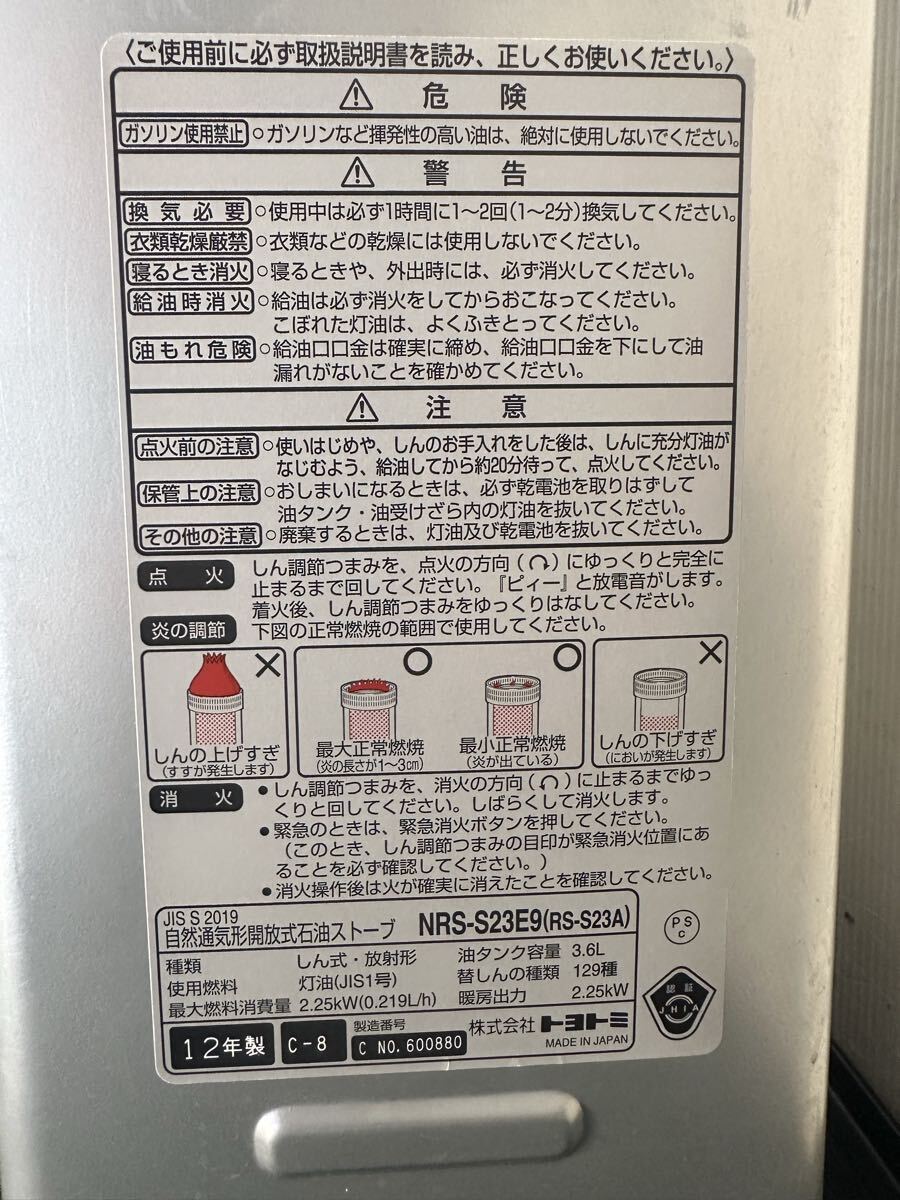 〈ご使用前に必ず取扱説明書を読み、正しくお使いください。〉
⚠ 危険
ガソリン使用禁止 ○ガソリンなど揮発性の高い油は、絶対に使用しないでください。
⚠ 警告
換気必要 ○使用中は必ず1時間に1〜2回(1〜2分)換気してください。
衣類乾燥厳禁 ○衣類などの乾燥には使用しないでください。
寝るとき消火 ○寝るときや、外出時には、必ず消火してください。
給油時消火 ○給油は必ず消火をしてからおこなってください。
こぼれた灯油は、よくふきとってください。
油もれ危険 ○給油口口金は確実に締め、給油口口金を下にして油
漏れがないことを確かめてください。
⚠ 注意
点火前の注意 ○使いはじめや、しんのお手入れをした後は、しんに充分灯油が
なじむよう、給油してから約20分待って、点火してください。
保管上の注意 ○おしまいになるときは、必ず乾電池を取りはずして
油タンク・油受けざら内の灯油を抜いてください。
その他の注意 ○廃棄するときは、灯油及び乾電池を抜いてください。
点火 しん調節つまみを、点火の方向(↷)にゆっくりと完全に
止まるまで回してください。『ピィー』と放電音がします。
着火後、しん調節つまみをゆっくりはなしてください。
炎の調節 下図の正常燃焼の範囲で使用してください。
× ○ ○ ×
しんの上げすぎ 最大正常燃焼 最小正常燃焼 しんの下げすぎ
(すすが発生します) (炎の長さが1〜3cm) (炎が出ている) (においが発生します)
消火 ●しん調節つまみを、消火の方向(↶)に止まるまでゆっ
くりと回してください。しばらくして消火します。
●緊急のときは、緊急消火ボタンを押してください。
(このとき、しん調節つまみの目印が緊急消火位置にあ
ることを必ず確認してください。)
●消火操作後は火が確実に消えたことを確認してください。
JIS S 2019
自然通気形開放式石油ストーブ NRS-S23E9(RS-S23A)
種類 しん式・放射形 油タンク容量 3.6L
使用燃料 灯油(JIS1号) 替しんの種類 129種
最大燃料消費量 2.25kW(0.219L/h) 暖房出力 2.25kW
12年製 C-8 製造番号 C NO.600880 株式会社トヨトミ
MADE IN JAPAN
PS
C
認証
JHIA